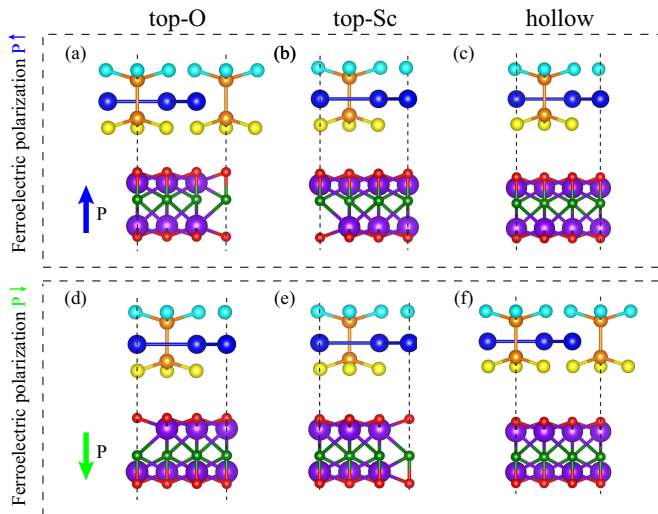 top-O top-Sc hollow
Ferroelectric polarization P↑
(a) (b) (c)
P
Ferroelectric polarization P↓
(d) (e) (f)
P